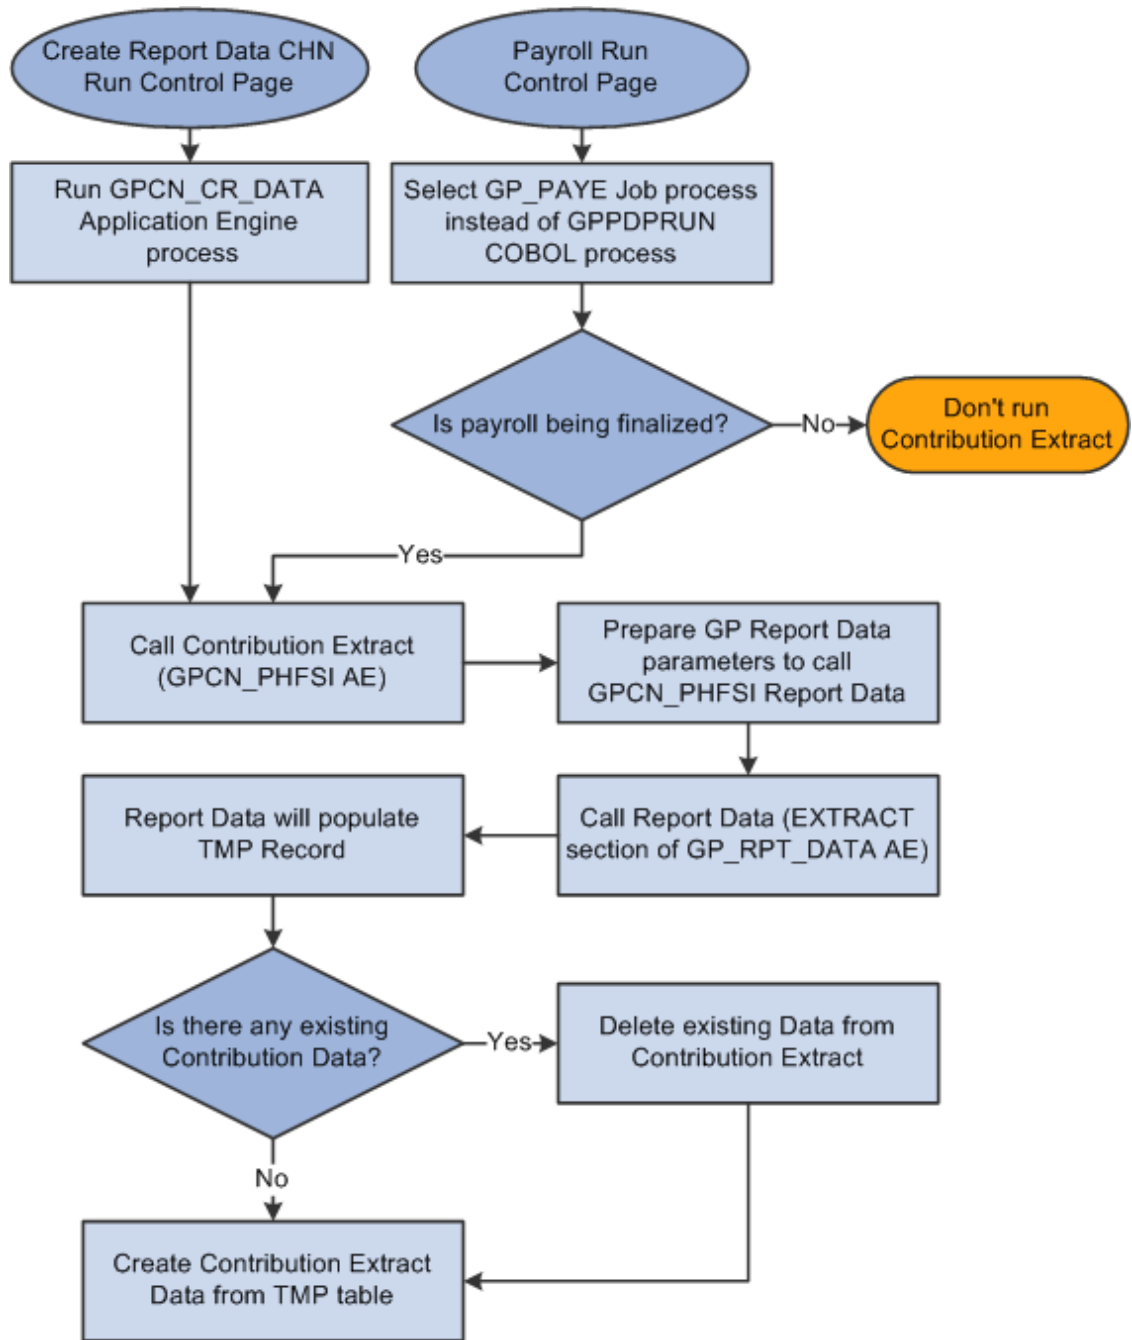 Create Report Data CHN
Run Control Page
Payroll Run
Control Page
Run GPCN_CR_DATA
Application Engine
process
Select GP_PAYE Job process
instead of GPPDPRUN
COBOL process
Is payroll being finalized?
No
Don't run
Contribution Extract
Yes
Call Contribution Extract
(GPCN_PHFSI AE)
Prepare GP Report Data
parameters to call
GPCN_PHFSI Report Data
Report Data will populate
TMP Record
Call Report Data (EXTRACT
section of GP_RPT_DATA AE)
Is there any existing
Contribution Data?
Yes
Delete existing Data from
Contribution Extract
No
Create Contribution Extract
Data from TMP table